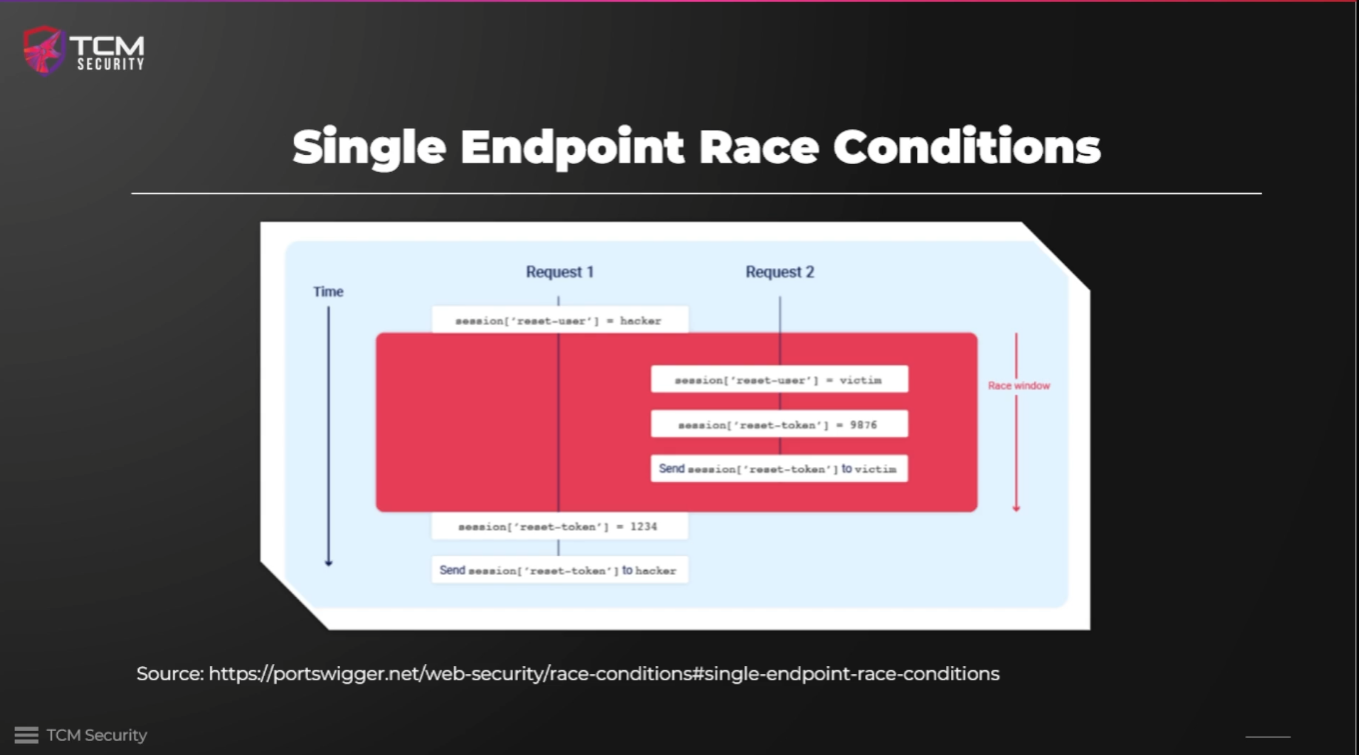 TCM
SECURITY
Single Endpoint Race Conditions
Request 1
Request 2
Time
session['reset-user'] = hacker
session['reset-user'] = victim
Race window
session['reset-token'] = 9876
Send session['reset-token'] to victim
session['reset-token'] = 1234
Send session['reset-token'] to hacker
Source: https://portswigger.net/web-security/race-conditions#single-endpoint-race-conditions
TCM Security